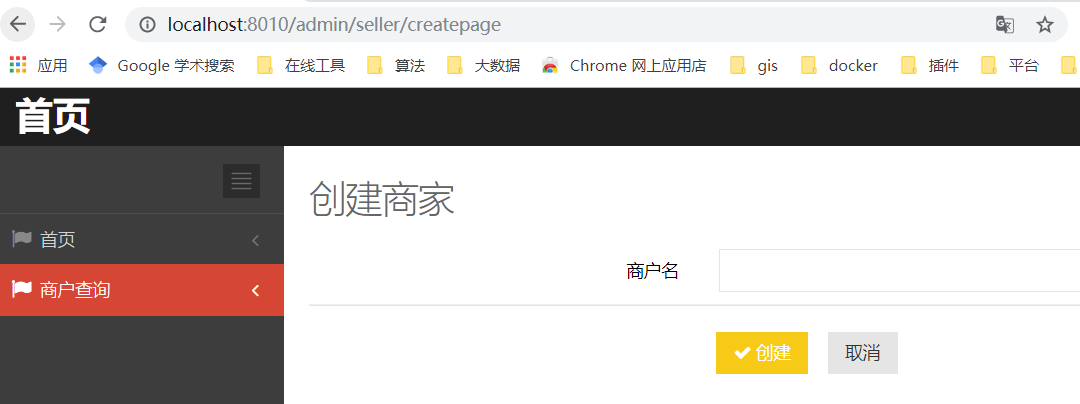 localhost:8010/admin/seller/createpage
应用 Google 学术搜索 在线工具 算法 大数据 Chrome 网上应用店 gis docker 插件 平台
首页
创建商家
首页
商户名
商户查询
创建 取消